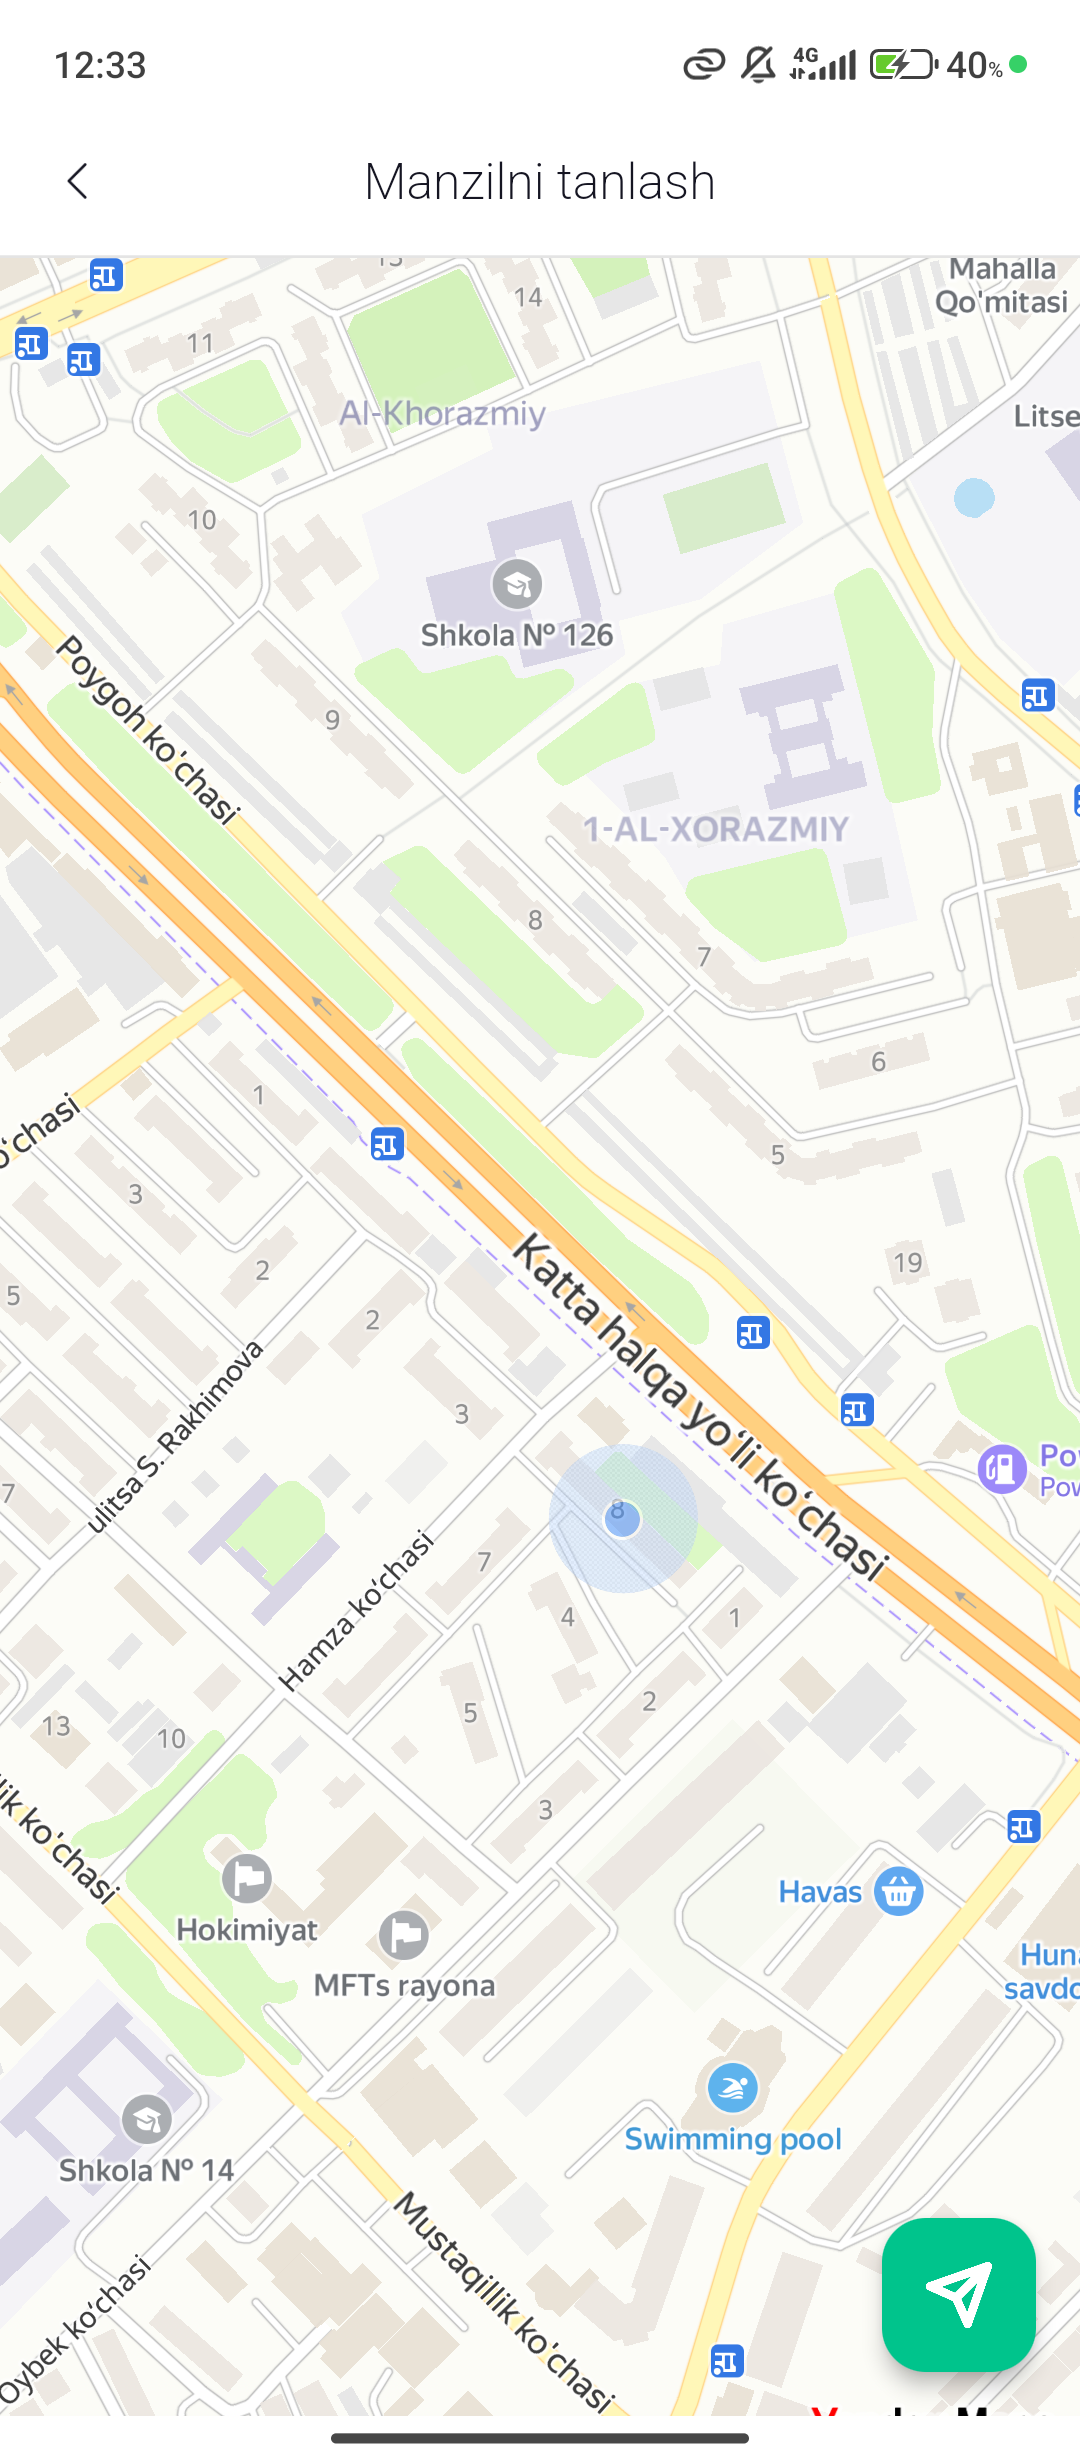 12:33
4G
40%
Manzilni tanlash
Mahalla
Qo'mitasi
14
11
Al-Khorazmiy
10
Shkola Nº 126
Poygoh ko'chasi
9
1-AL-XORAZMIY
8
7
6
1
5
3
2
19
5
2
Katta halqa yo'li ko'chasi
ulitsa S. Rakhimova
3
7
8
7
Hamza ko'chasi
4
1
2
5
13
10
3
Hokimiyat
MFTs rayona
Havas
Swimming pool
Shkola Nº 14
Mustaqillik ko'chasi
Oybek ko'chasi